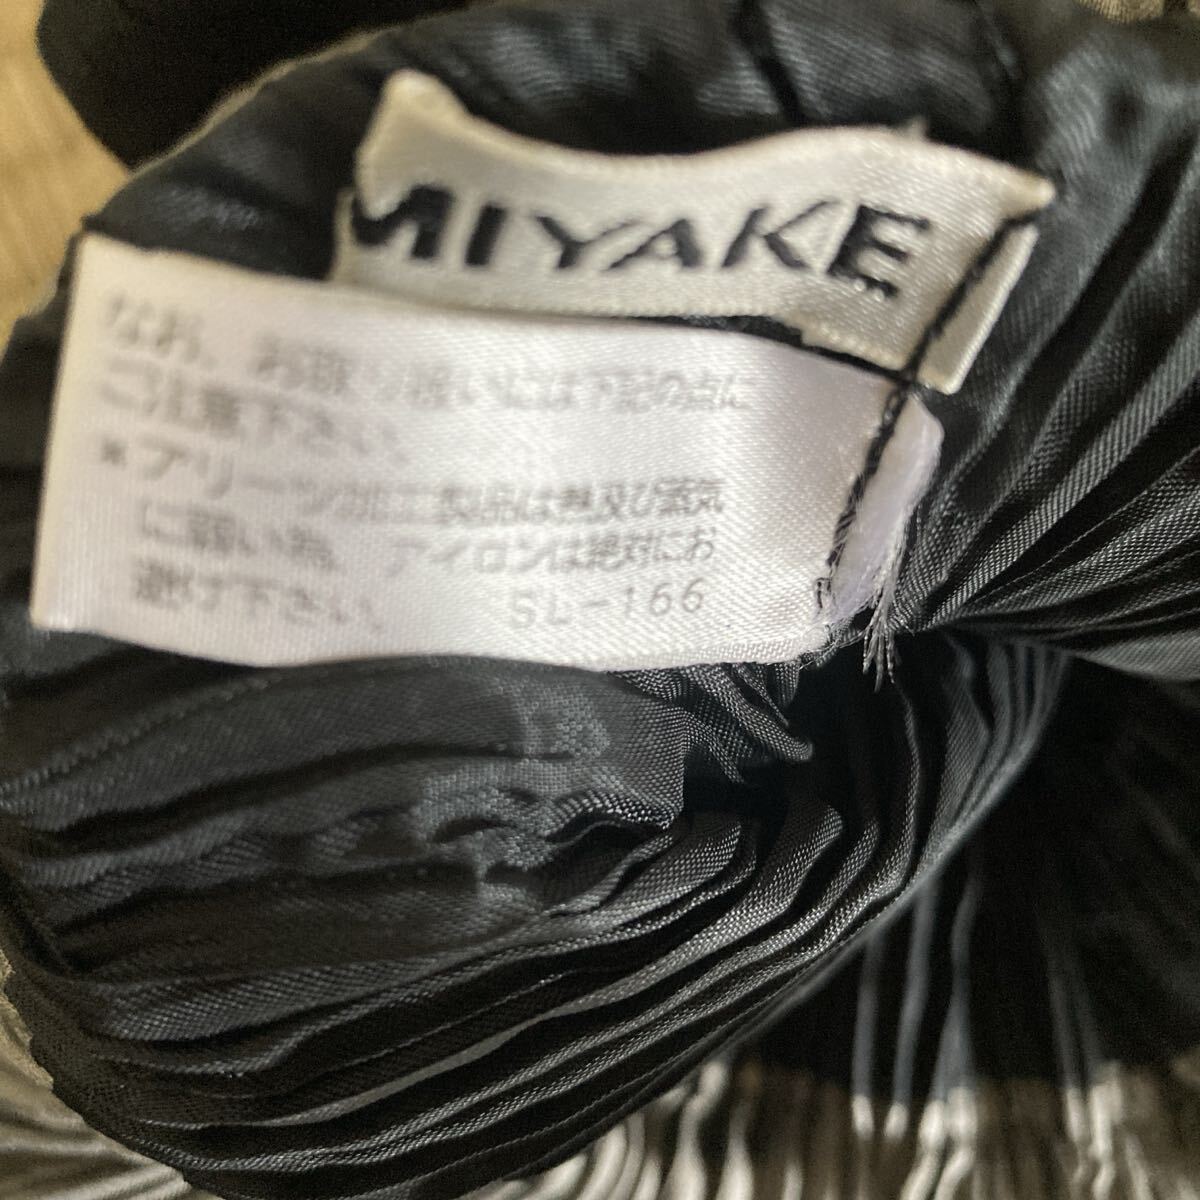 MIYAKE
なお、お取り扱いには下記の点に
ご注意下さい。
*プリーツ加工製品は熱及び蒸気
に弱い為、アイロンは絶対にお
避け下さい。 SL-166